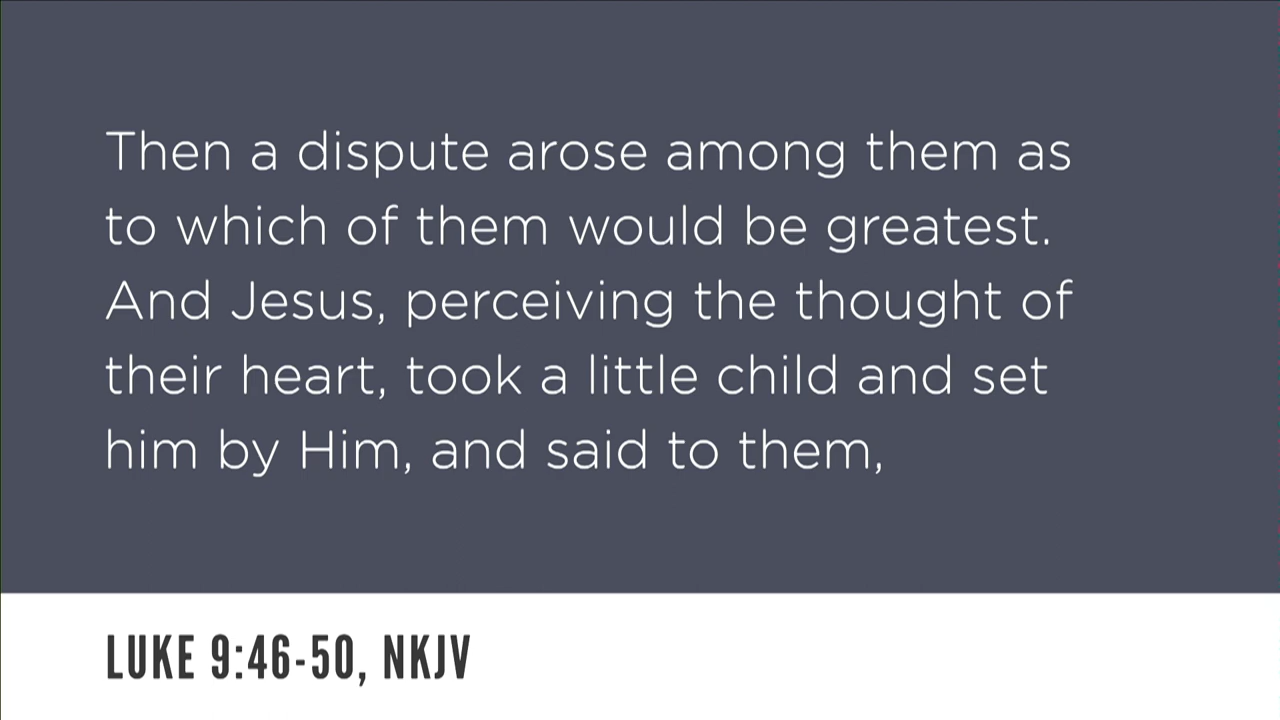 Then a dispute arose among them as
to which of them would be greatest.
And Jesus, perceiving the thought of
their heart, took a little child and set
him by Him, and said to them,
LUKE 9:46-50, NKJV